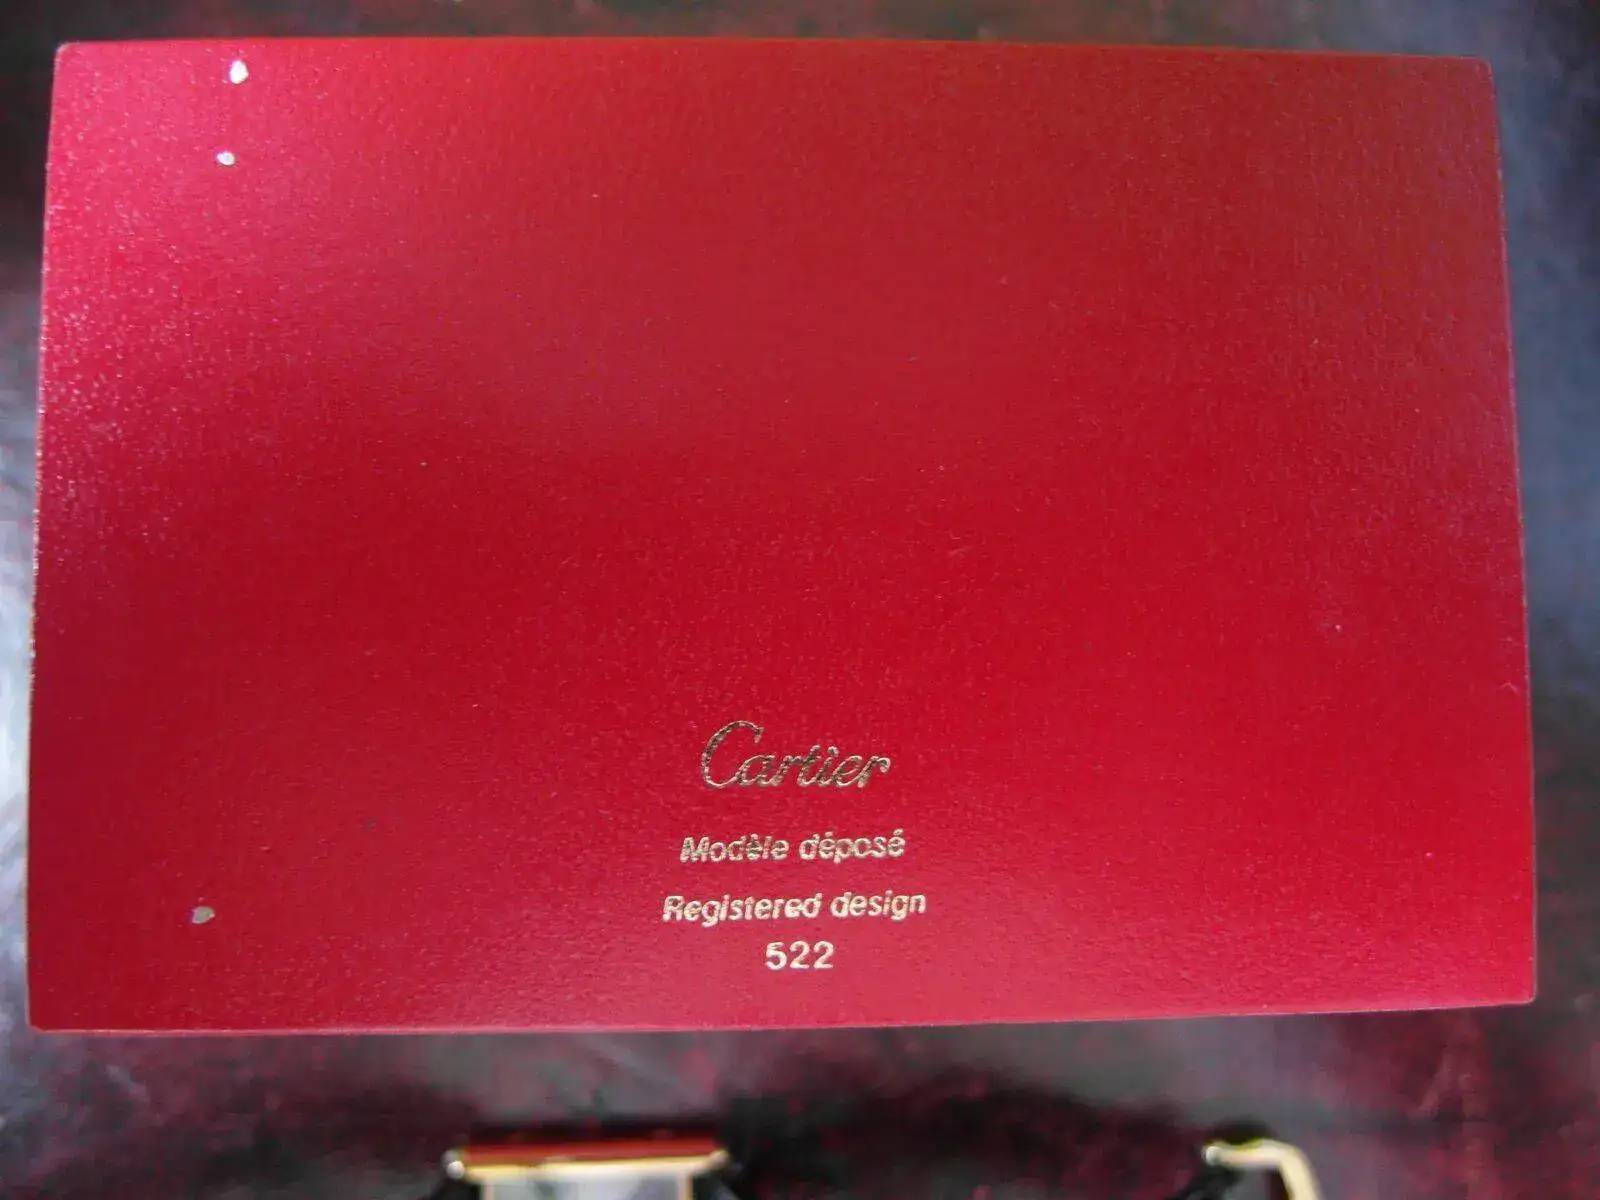 Cartier
Modèle déposé
Registered design
522